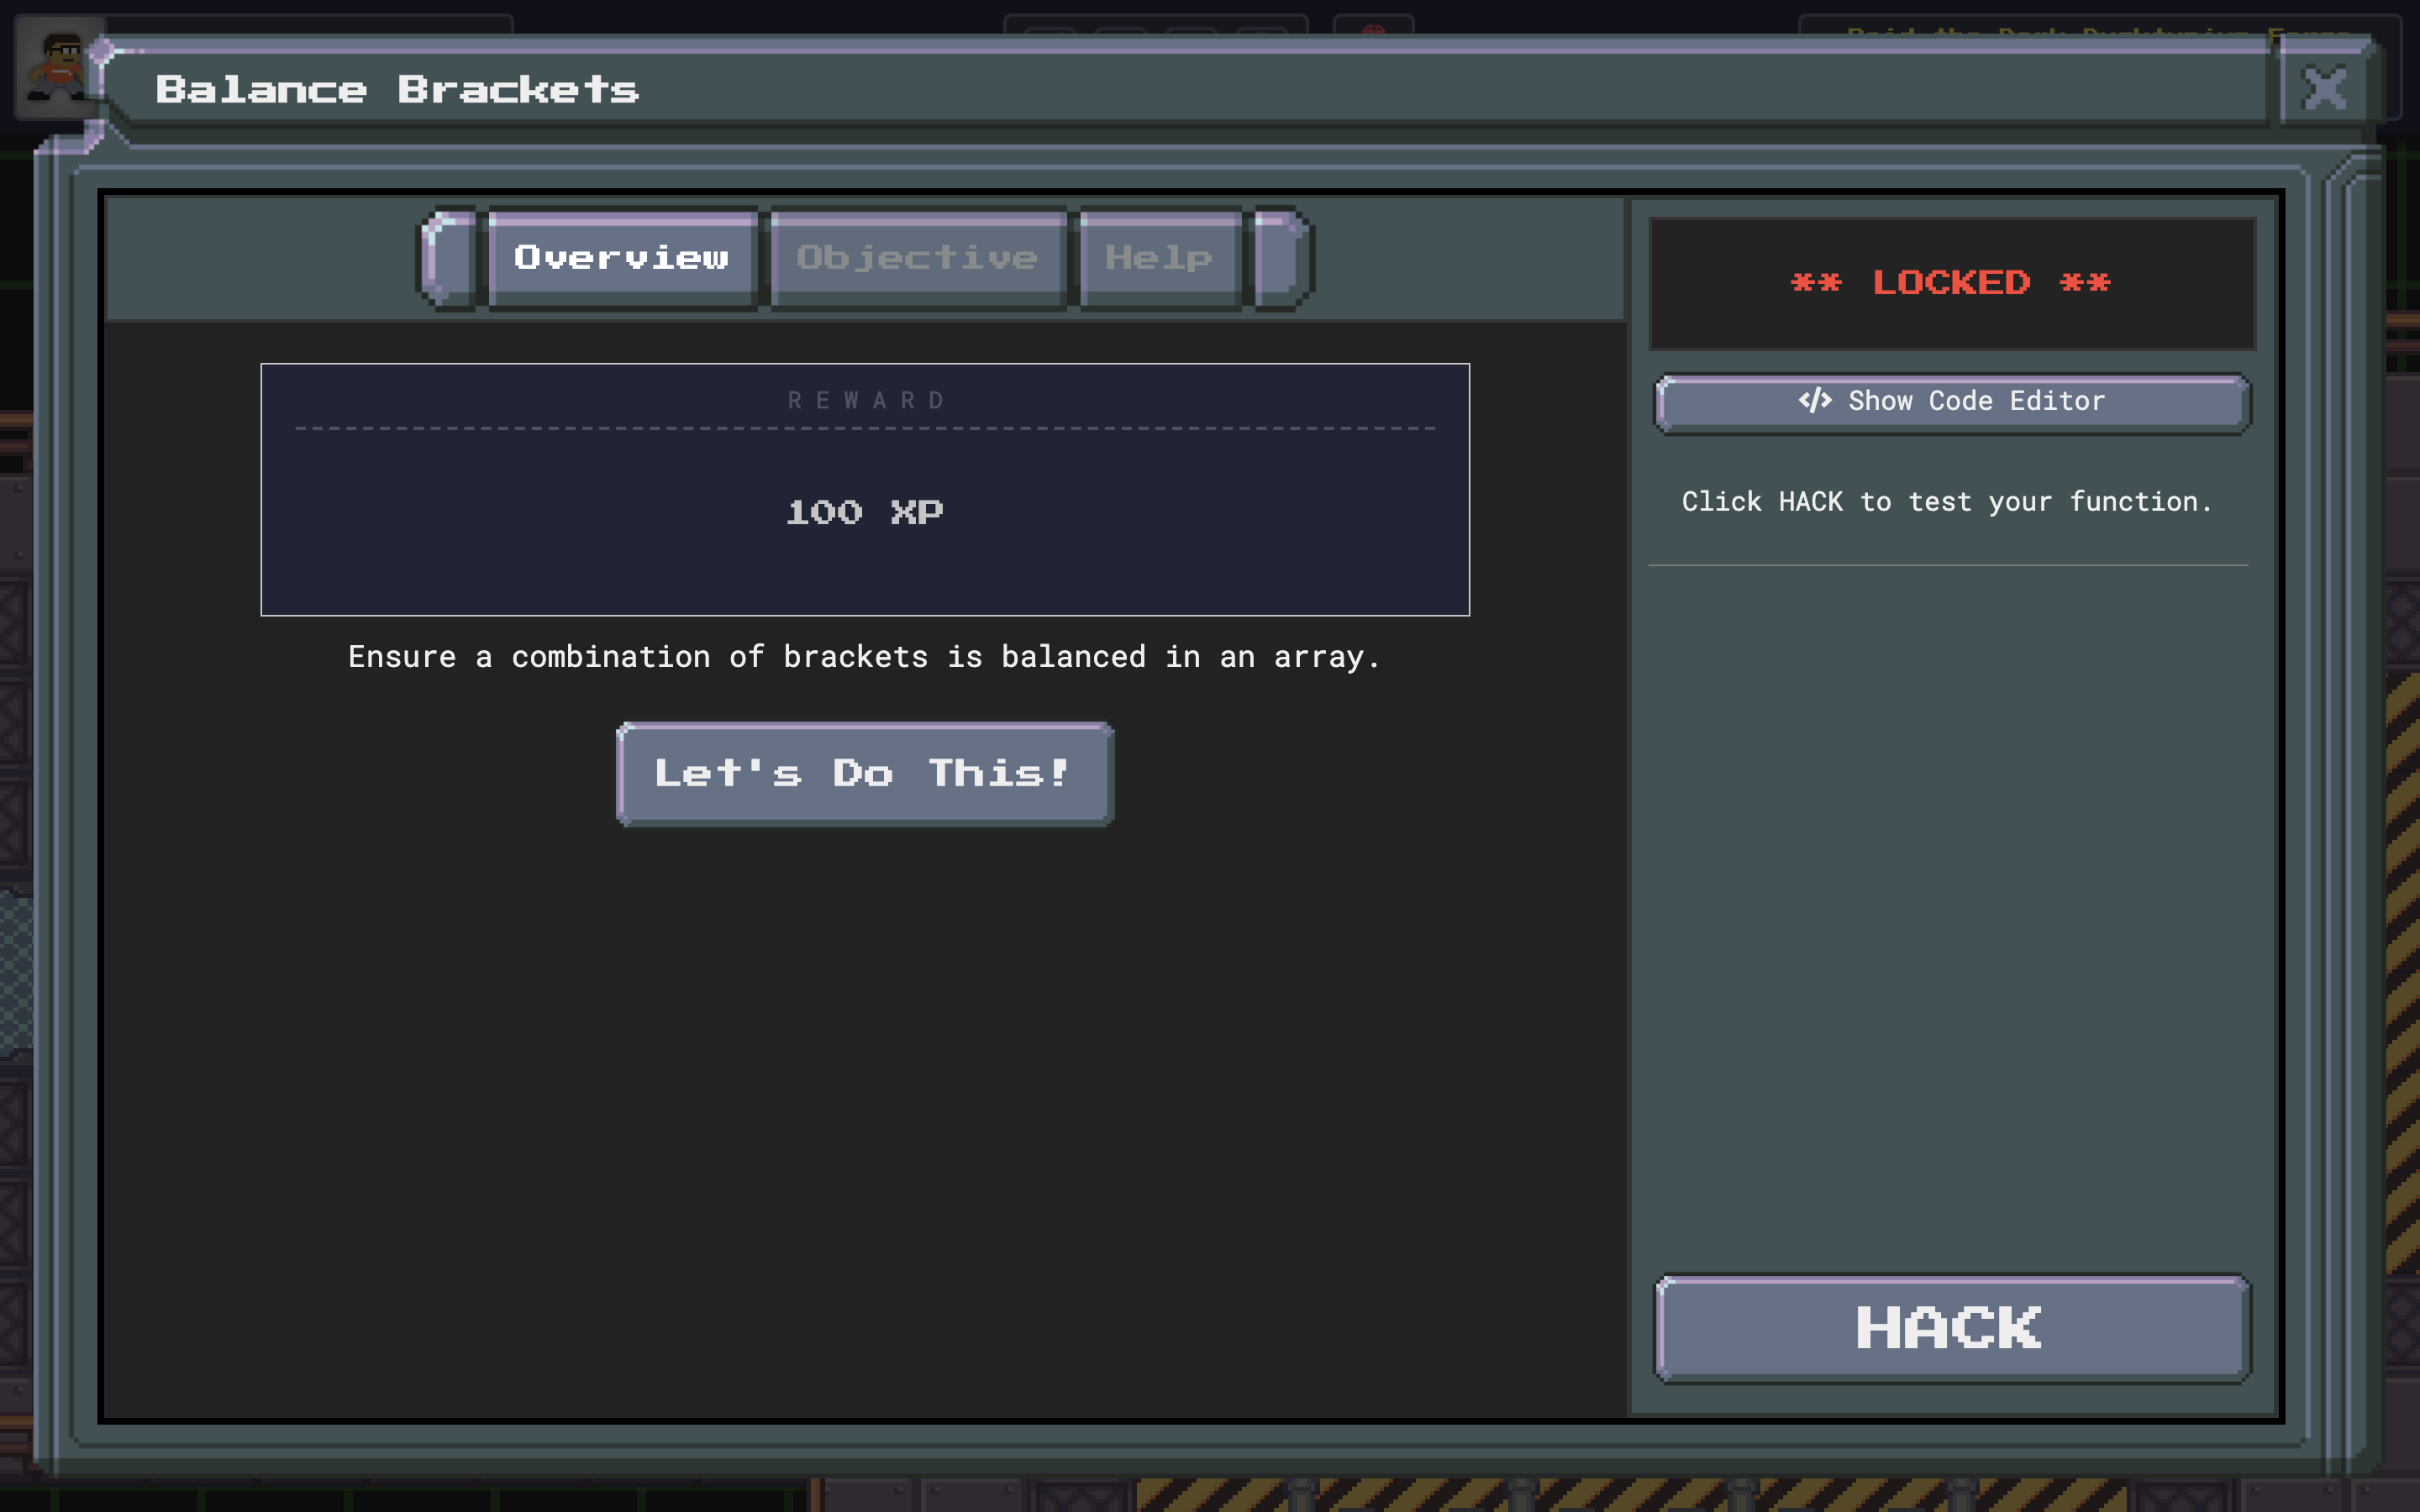 Balance Brackets
Overview Objective Help
REWARD
100 XP
Ensure a combination of brackets is balanced in an array.
Let's Do This!
** LOCKED **
</> Show Code Editor
Click HACK to test your function.
HACK